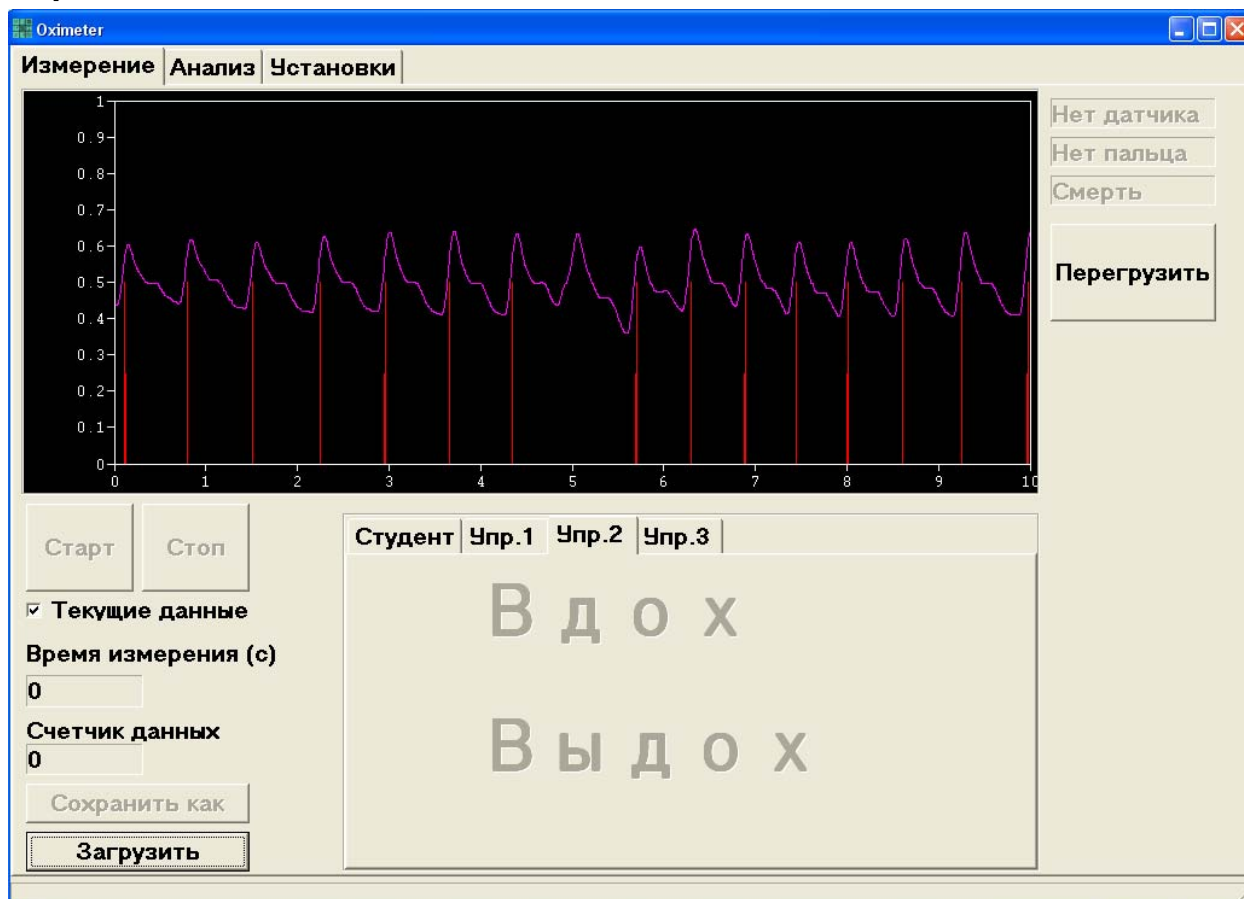 Oximeter
Измерение Анализ Установки
1
0.9
0.8
0.7
0.6
0.5
0.4
0.3
0.2
0.1
0
0 1 2 3 4 5 6 7 8 9 10
Нет датчика
Нет пальца
Смерть
Перегрузить
Старт Стоп
Текущие данные
Время измерения (с)
0
Счетчик данных
0
Сохранить как
Загрузить
Студент Упр.1 Упр.2 Упр.3
Вдох
Выдох